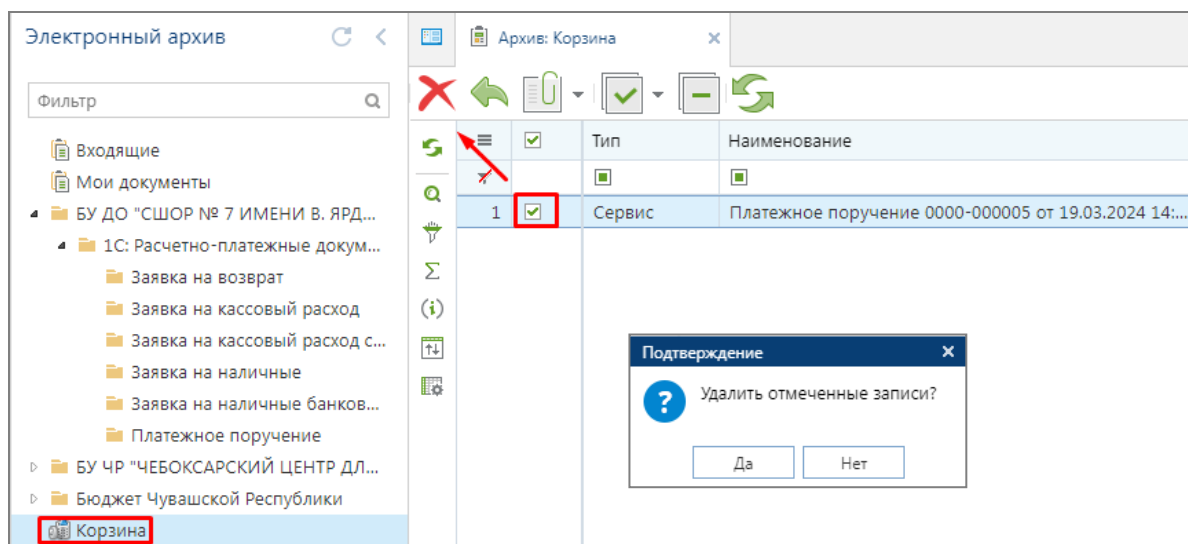 Электронный архив
Фильтр
Входящие
Мои документы
БУ ДО "СШОР № 7 ИМЕНИ В. ЯРД...
1С: Расчетно-платежные докум...
Заявка на возврат
Заявка на кассовый расход
Заявка на кассовый расход с...
Заявка на наличные
Заявка на наличные банков...
Платежное поручение
БУ ЧР "ЧЕБОКСАРСКИЙ ЦЕНТР ДЛ...
Бюджет Чувашской Республики
Корзина
Архив: Корзина
Тип Наименование
1 Сервис Платежное поручение 0000-000005 от 19.03.2024 14:...
Подтверждение
Удалить отмеченные записи?
Да Нет